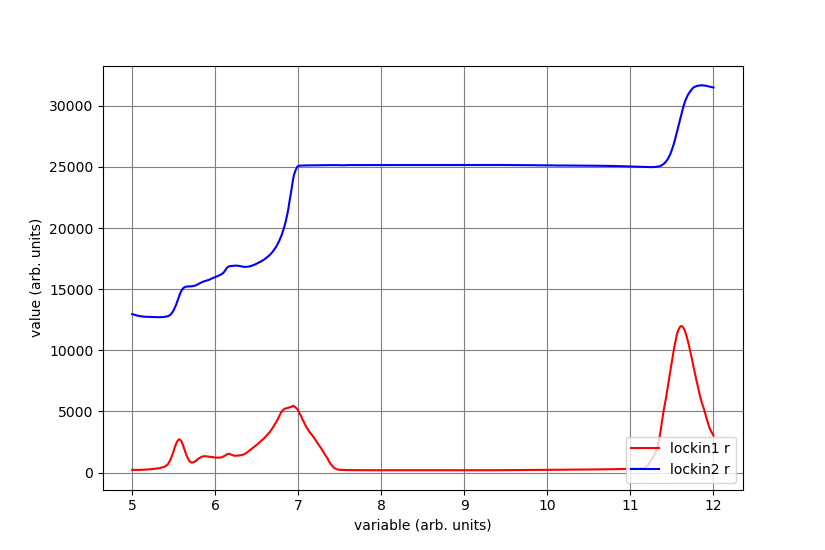 30000
25000
20000
15000
10000
5000
0
value (arb. units)
5 6 7 8 9 10 11 12
variable (arb. units)
lockin1 r
lockin2 r